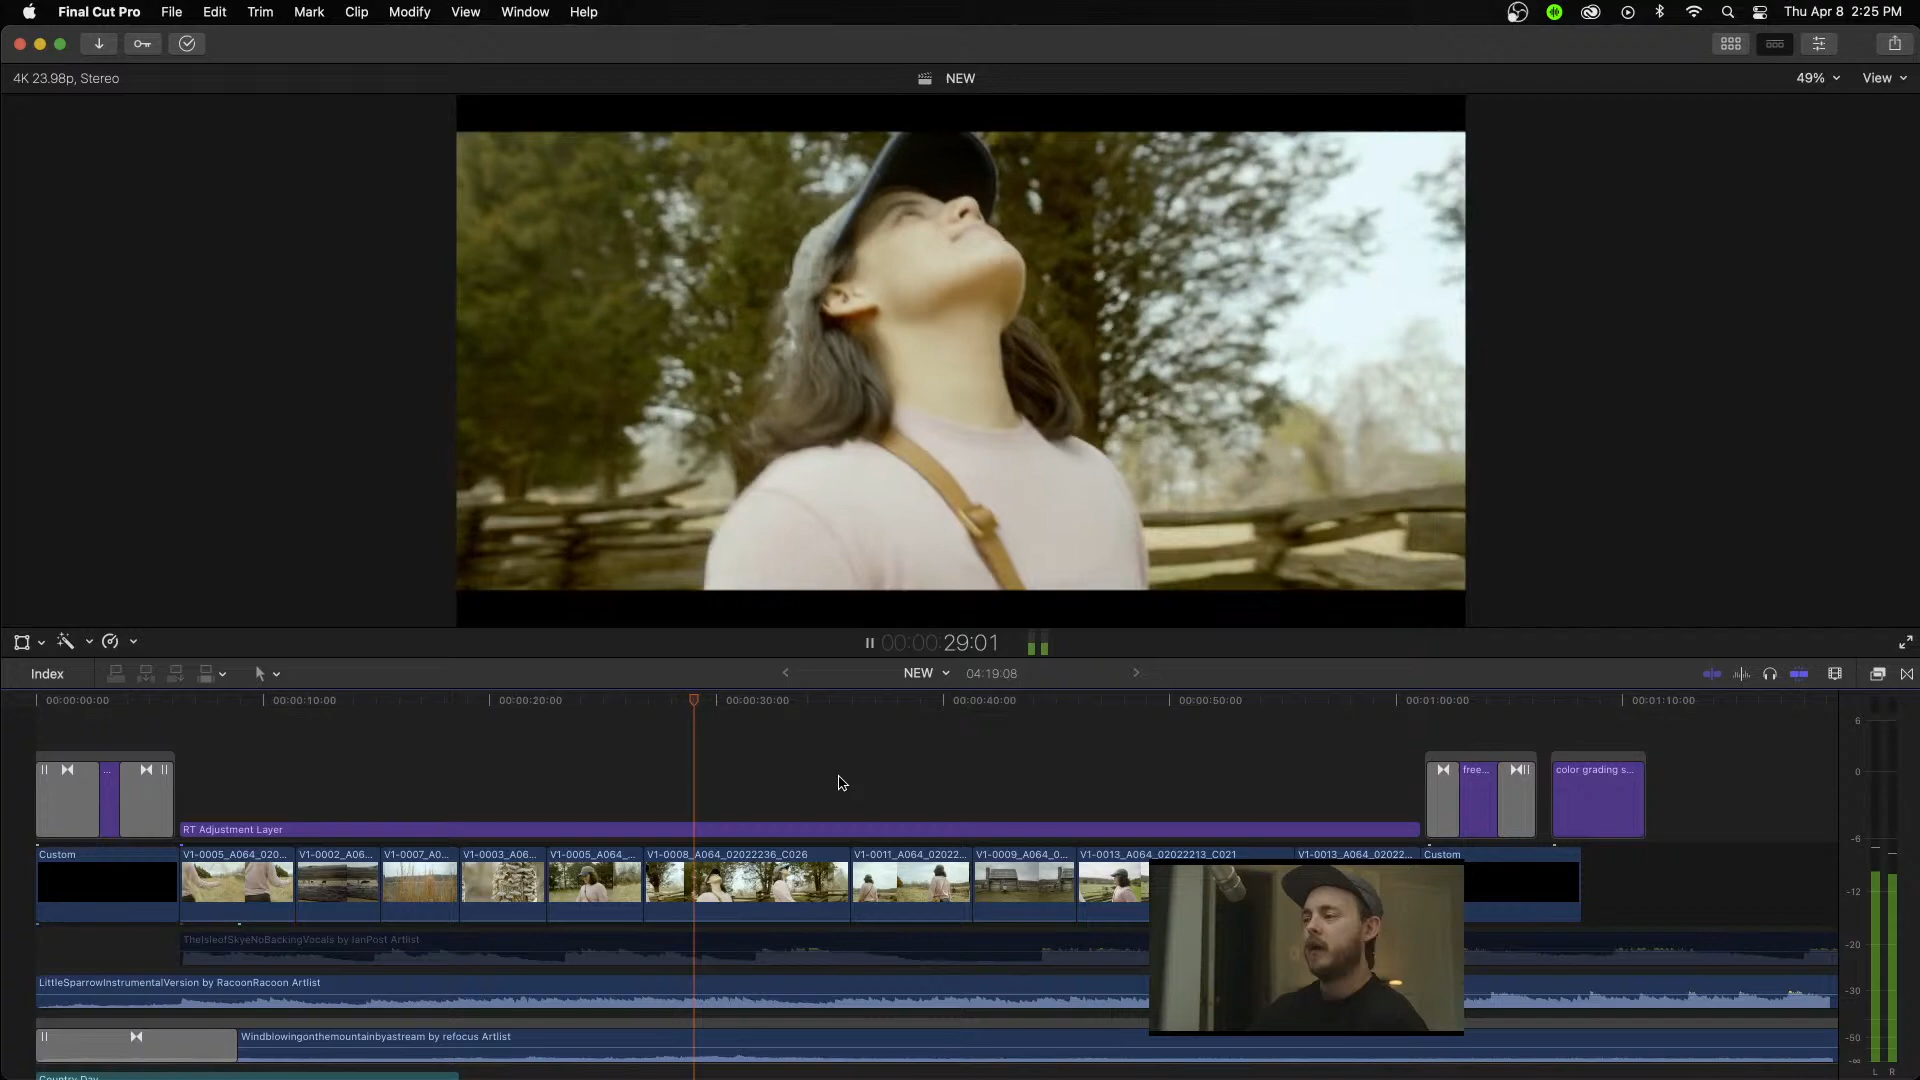 Final Cut Pro File Edit Trim Mark Clip Modify View Window Help Thu Apr 8 2:25 PM
4K 23.98p, Stereo NEW 49% View
00:00:00:29:01
Index NEW 04:19:08
00:00:00:00 00:00:10:00 00:00:20:00 00:00:30:00 00:00:40:00 00:00:50:00 00:01:00:00 00:01:10:00
6
... free... color grading s... 0
RT Adjustment Layer
-6
Custom V1-0005_A064_020... V1-0002_A06... V1-0007_A0... V1-0003_A06... V1-0005_A064_... V1-0008_A064_02022236_C026 V1-0011_A064_02022... V1-0009_A064_0... V1-0013_A064_02022213_C021 V1-0013_A064_02022... Custom
-12
TheIsleofSkyeNoBackingVocals by IanPost Artlist
-20
LittleSparrowInstrumentalVersion by RacoonRacoon Artlist
-30
Windblowingonthemountainbyastream by refocus Artlist
-50
-∞
Country Day
L R